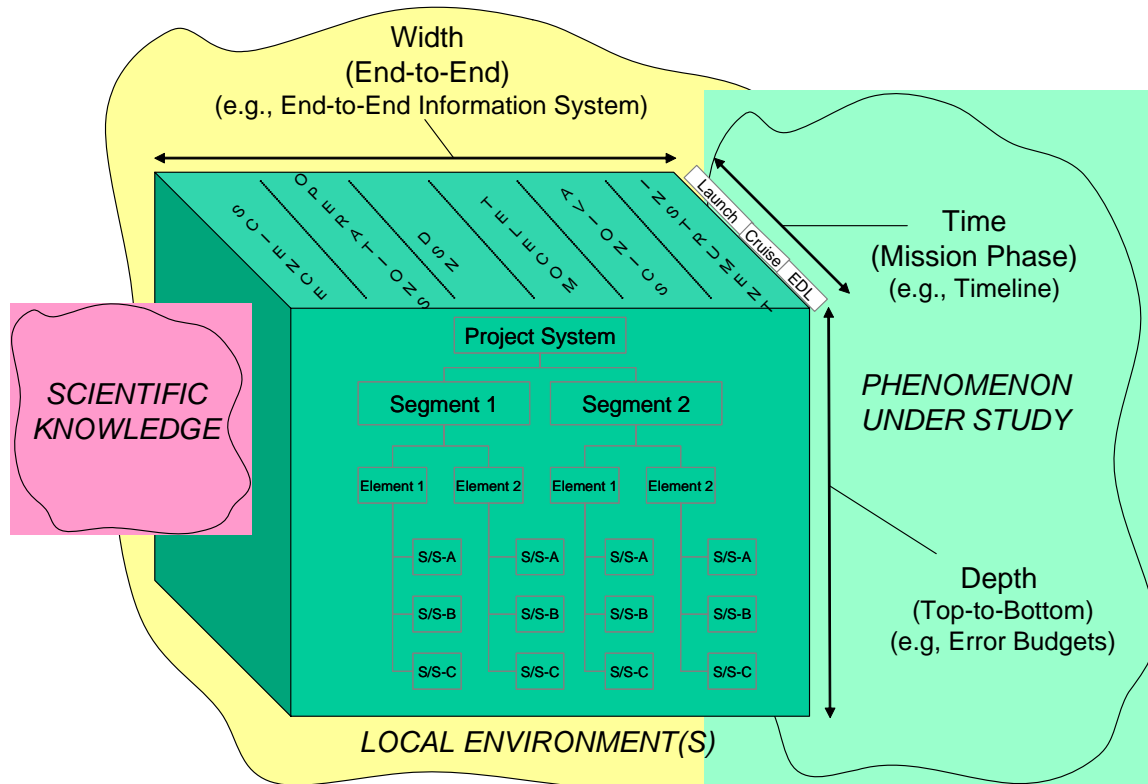 Width
(End-to-End)
(e.g., End-to-End Information System)
SCIENCE
OPERATIONS
DSN
TELECOM
AVIONICS
INSTRUMENT
Launch
Cruise
EDL
Time
(Mission Phase)
(e.g., Timeline)
Project System
Segment 1
Segment 2
SCIENTIFIC
KNOWLEDGE
PHENOMENON
UNDER STUDY
Element 1
Element 2
Element 1
Element 2
S/S-A
S/S-A
S/S-A
S/S-A
S/S-B
S/S-B
S/S-B
S/S-B
S/S-C
S/S-C
S/S-C
S/S-C
Depth
(Top-to-Bottom)
(e.g, Error Budgets)
LOCAL ENVIRONMENT(S)